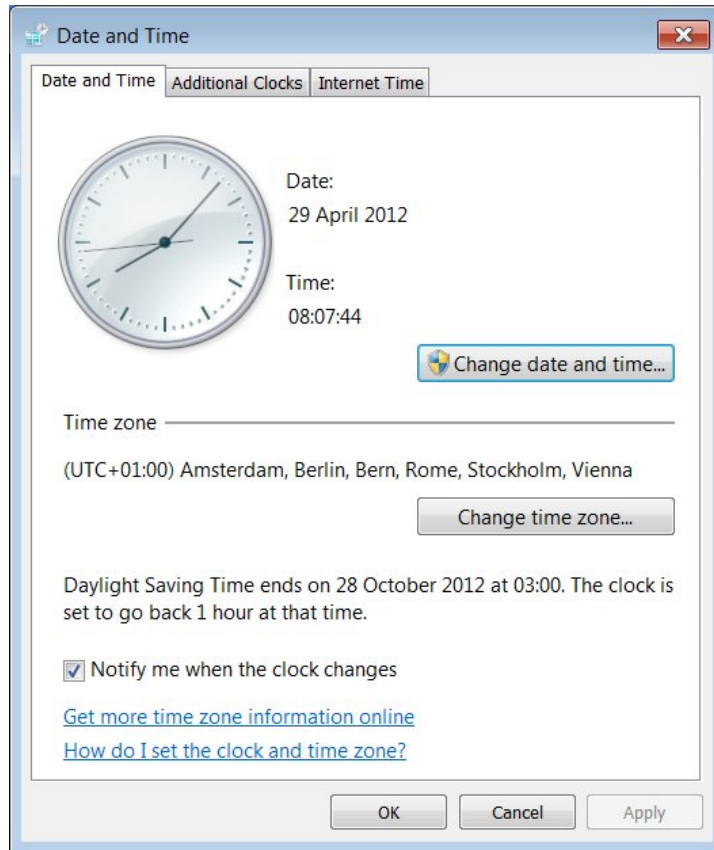 Date and Time
Date and Time
Additional Clocks
Internet Time
Date:
29 April 2012
Time:
08:07:44
Change date and time...
Time zone
(UTC+01:00) Amsterdam, Berlin, Bern, Rome, Stockholm, Vienna
Change time zone...
Daylight Saving Time ends on 28 October 2012 at 03:00. The clock is
set to go back 1 hour at that time.
Notify me when the clock changes
Get more time zone information online
How do I set the clock and time zone?
OK
Cancel
Apply